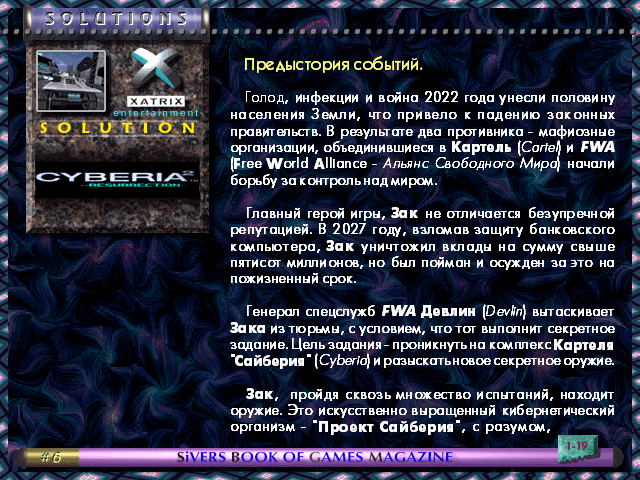 SOLUTIONS
XATRIX
entertainment
SOLUTION
CYBERIA 2
RESURRECTION
Предыстория событий.
Голод, инфекции и война 2022 года унесли половину
населения Земли, что привело к падению законных
правительств. В результате два противника - мафиозные
организации, объединившиеся в Картель (Cartel) и FWA
(Free World Alliance - Альянс Свободного Мира) начали
борьбу за контроль над миром.
Главный герой игры, Зак не отличается безупречной
репутацией. В 2027 году, взломав защиту банковского
компьютера, Зак уничтожил вклады на сумму свыше
пятисот миллионов, но был пойман и осужден за это на
пожизненный срок.
Генерал спецслужб FWA Девлин (Devlin) вытаскивает
Зака из тюрьмы, с условием, что тот выполнит секретное
задание. Цель задания - проникнуть на комплекс Картеля
"Сайберия" (Cyberia) и разыскать новое секретное оружие.
Зак, пройдя сквозь множество испытаний, находит
оружие. Это искусственно выращенный кибернетический
организм - "Проект Сайберия", с разумом,
1-19
#6
SiVERS BOOK OF GAMES MAGAZINE